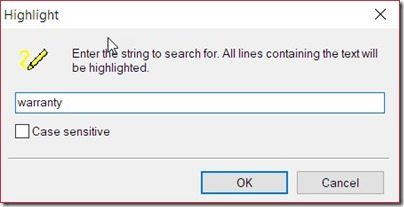 Highlight
Enter the string to search for. All lines containing the text will
be highlighted.
warranty
Case sensitive
OK
Cancel